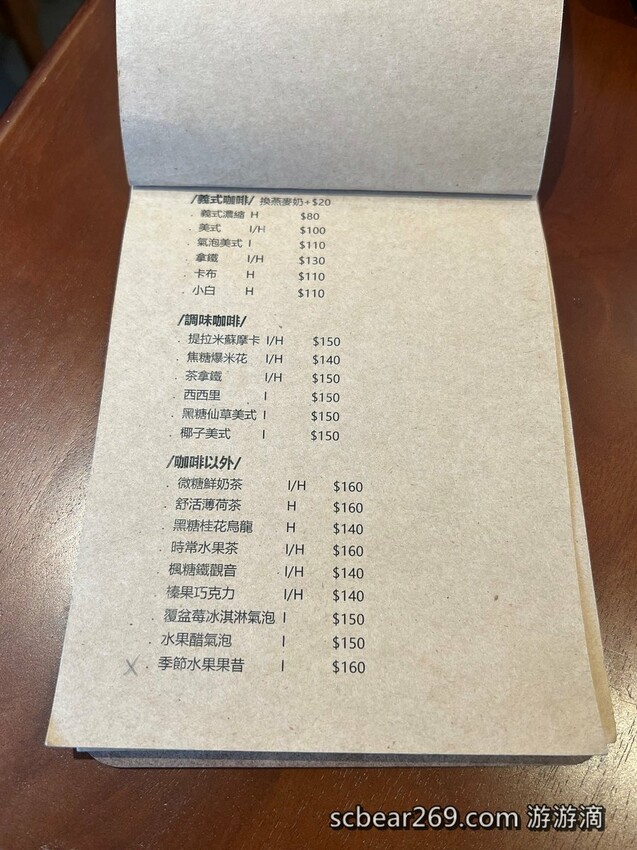 /義式咖啡/ 換燕麥奶+$20
. 義式濃縮 H $80
. 美式 I/H $100
. 氣泡美式 I $110
. 拿鐵 I/H $130
. 卡布 H $110
. 小白 H $110
/調味咖啡/
. 提拉米蘇摩卡 I/H $150
. 焦糖爆米花 I/H $140
. 茶拿鐵 I/H $150
. 西西里 I $150
. 黑糖仙草美式 I $150
. 椰子美式 I $150
/咖啡以外/
. 微糖鮮奶茶 I/H $160
. 舒活薄荷茶 H $160
. 黑糖桂花烏龍 H $140
. 時常水果茶 I/H $160
. 楓糖鐵觀音 I/H $140
. 榛果巧克力 I/H $140
. 覆盆莓冰淇淋氣泡 I $150
. 水果醋氣泡 I $150
X . 季節水果果昔 I $160
scbear269.com 游游滴